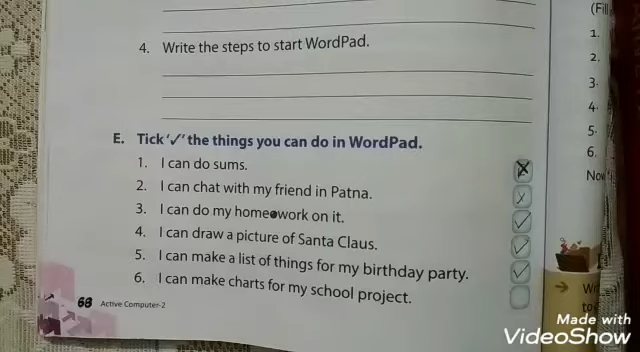 4. Write the steps to start WordPad.
E. Tick '✓' the things you can do in WordPad.
1. I can do sums.
2. I can chat with my friend in Patna.
3. I can do my homework on it.
4. I can draw a picture of Santa Claus.
5. I can make a list of things for my birthday party.
6. I can make charts for my school project.
68 Active Computer-2
(Fill
1.
2.
3.
4.
5.
6.
to
Made with
VideoShow